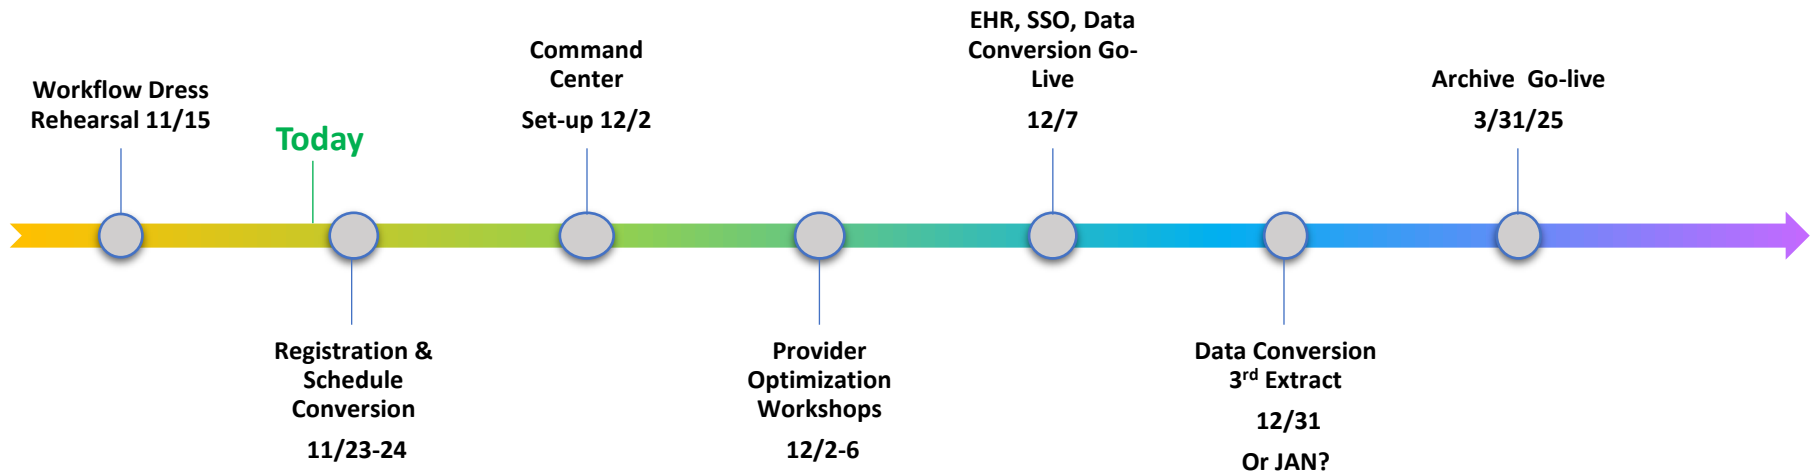 Workflow Dress
Rehearsal 11/15
Today
Registration &
Schedule
Conversion
11/23-24
Command
Center
Set-up 12/2
Provider
Optimization
Workshops
12/2-6
EHR, SSO, Data
Conversion Go-
Live
12/7
Data Conversion
3rd Extract
12/31
Or JAN?
Archive  Go-live
3/31/25